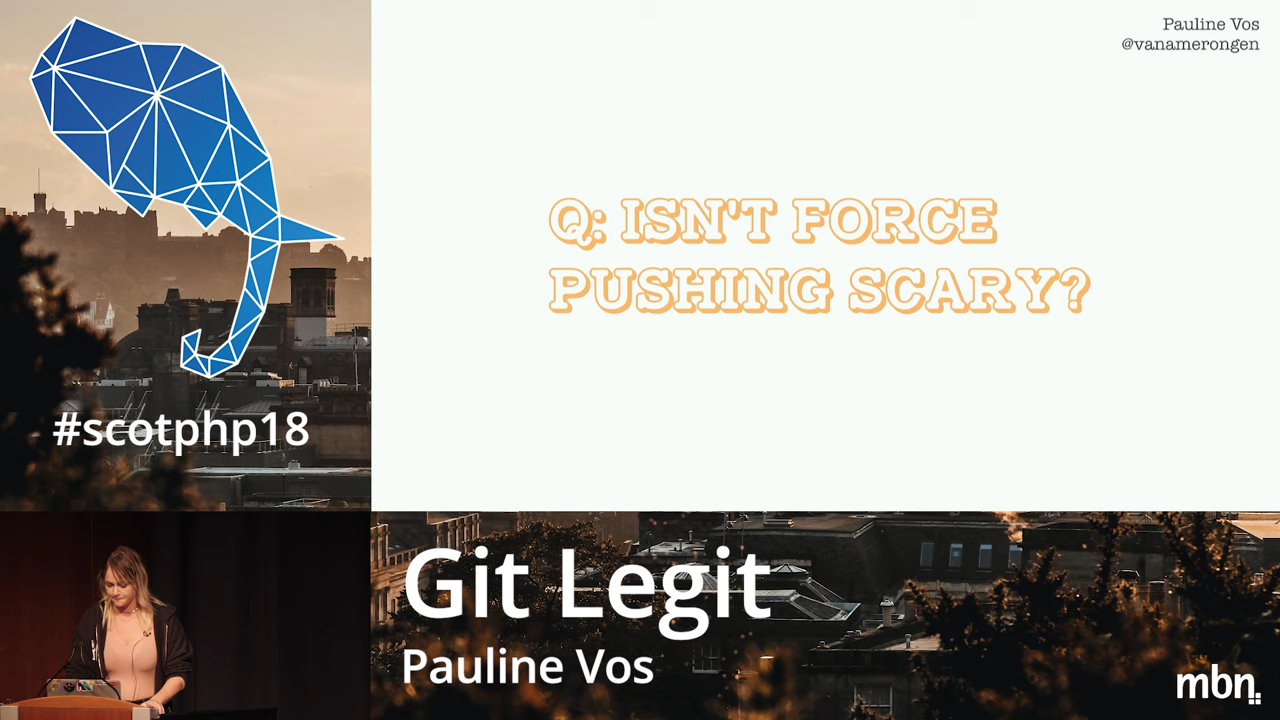 Pauline Vos
@vanamerongen
Q: ISN'T FORCE
PUSHING SCARY?
#scotphp18
Git Legit
Pauline Vos
mbn